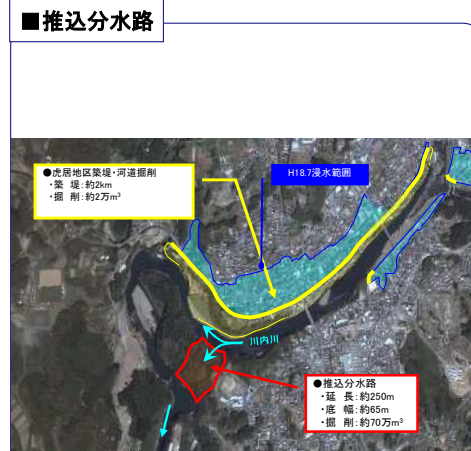 ■推込分水路
●虎居地区築堤・河道掘削
・築 堤：約2km
・掘 削：約2万m³
H18.7浸水範囲
川内川
●推込分水路
・延 長：約250m
・底 幅：約65m
・掘 削：約70万m³